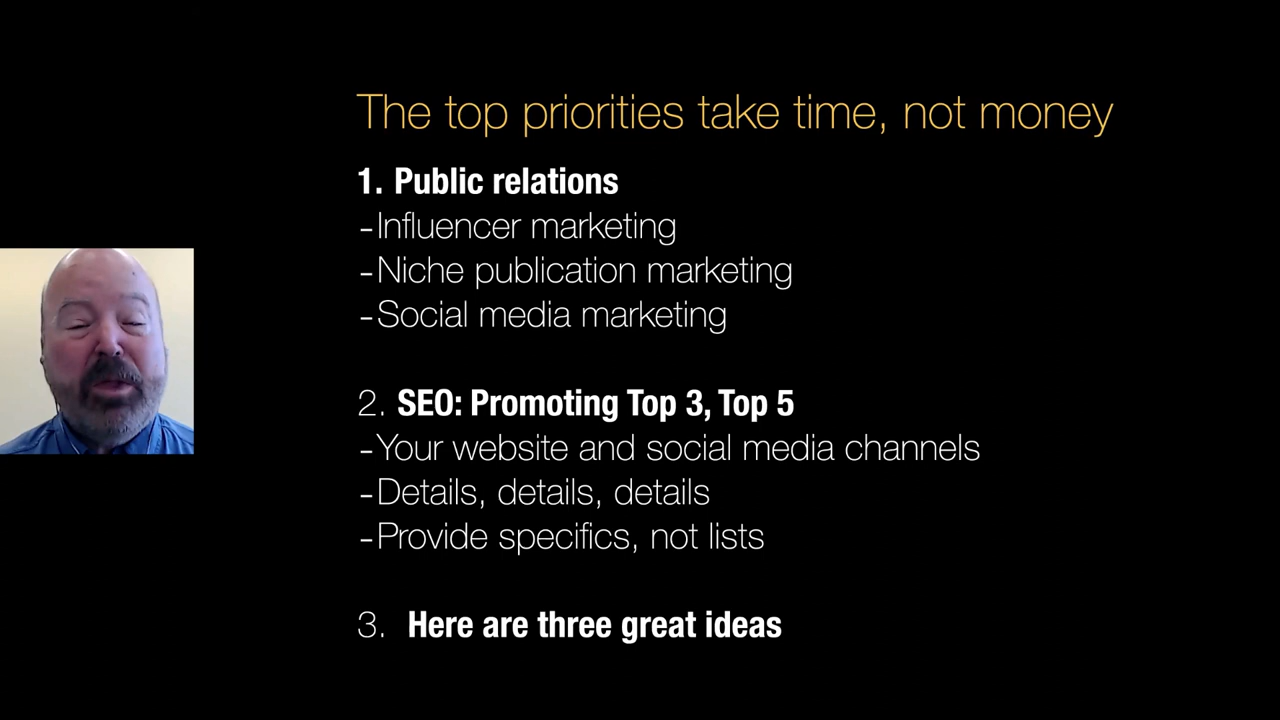 The top priorities take time, not money
1. Public relations
-Influencer marketing
-Niche publication marketing
-Social media marketing
2. SEO: Promoting Top 3, Top 5
-Your website and social media channels
-Details, details, details
-Provide specifics, not lists
3. Here are three great ideas